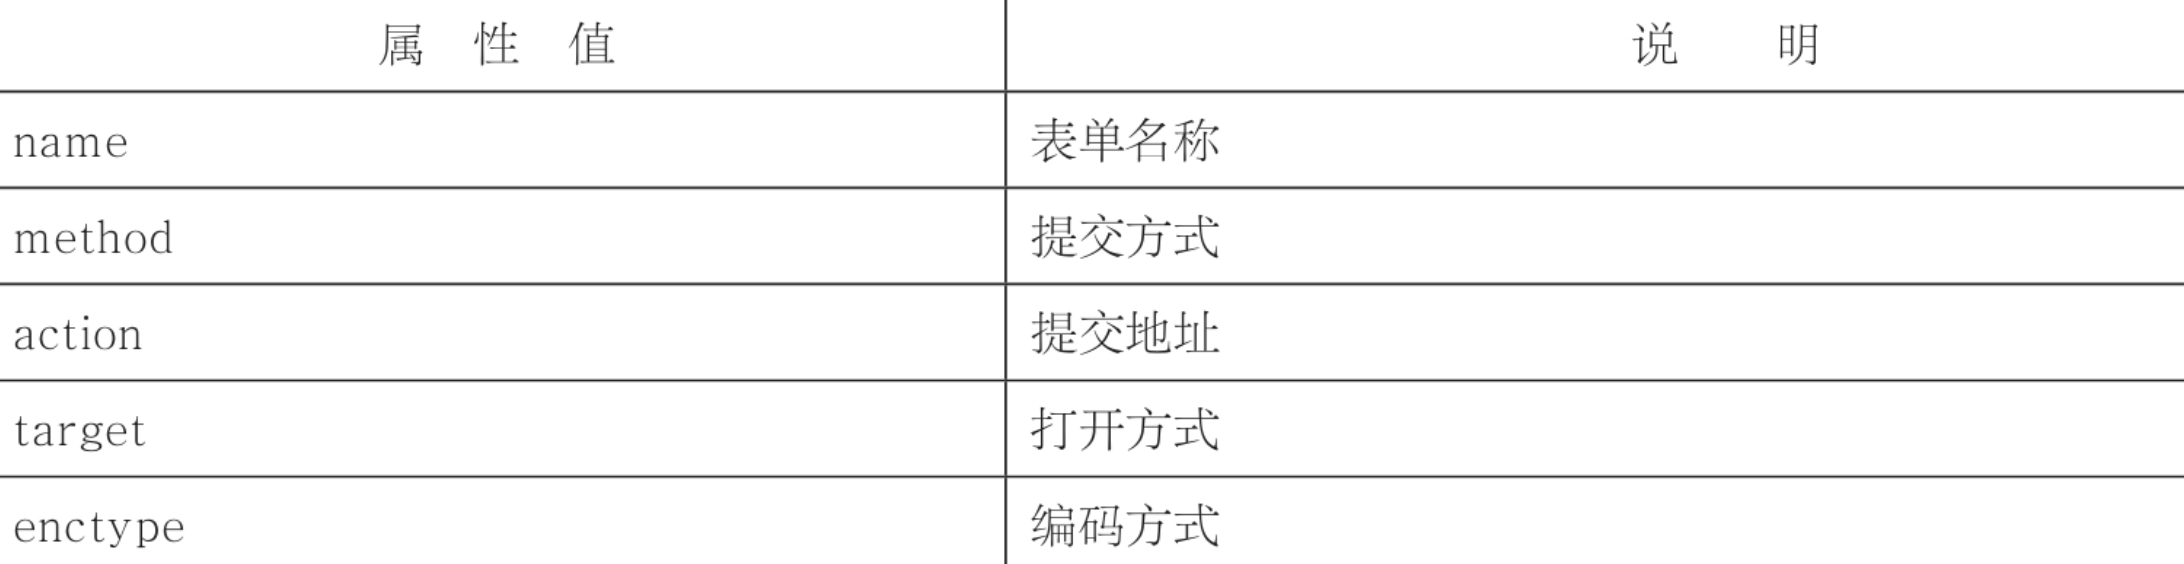 属性值 说明
name 表单名称
method 提交方式
action 提交地址
target 打开方式
enctype 编码方式